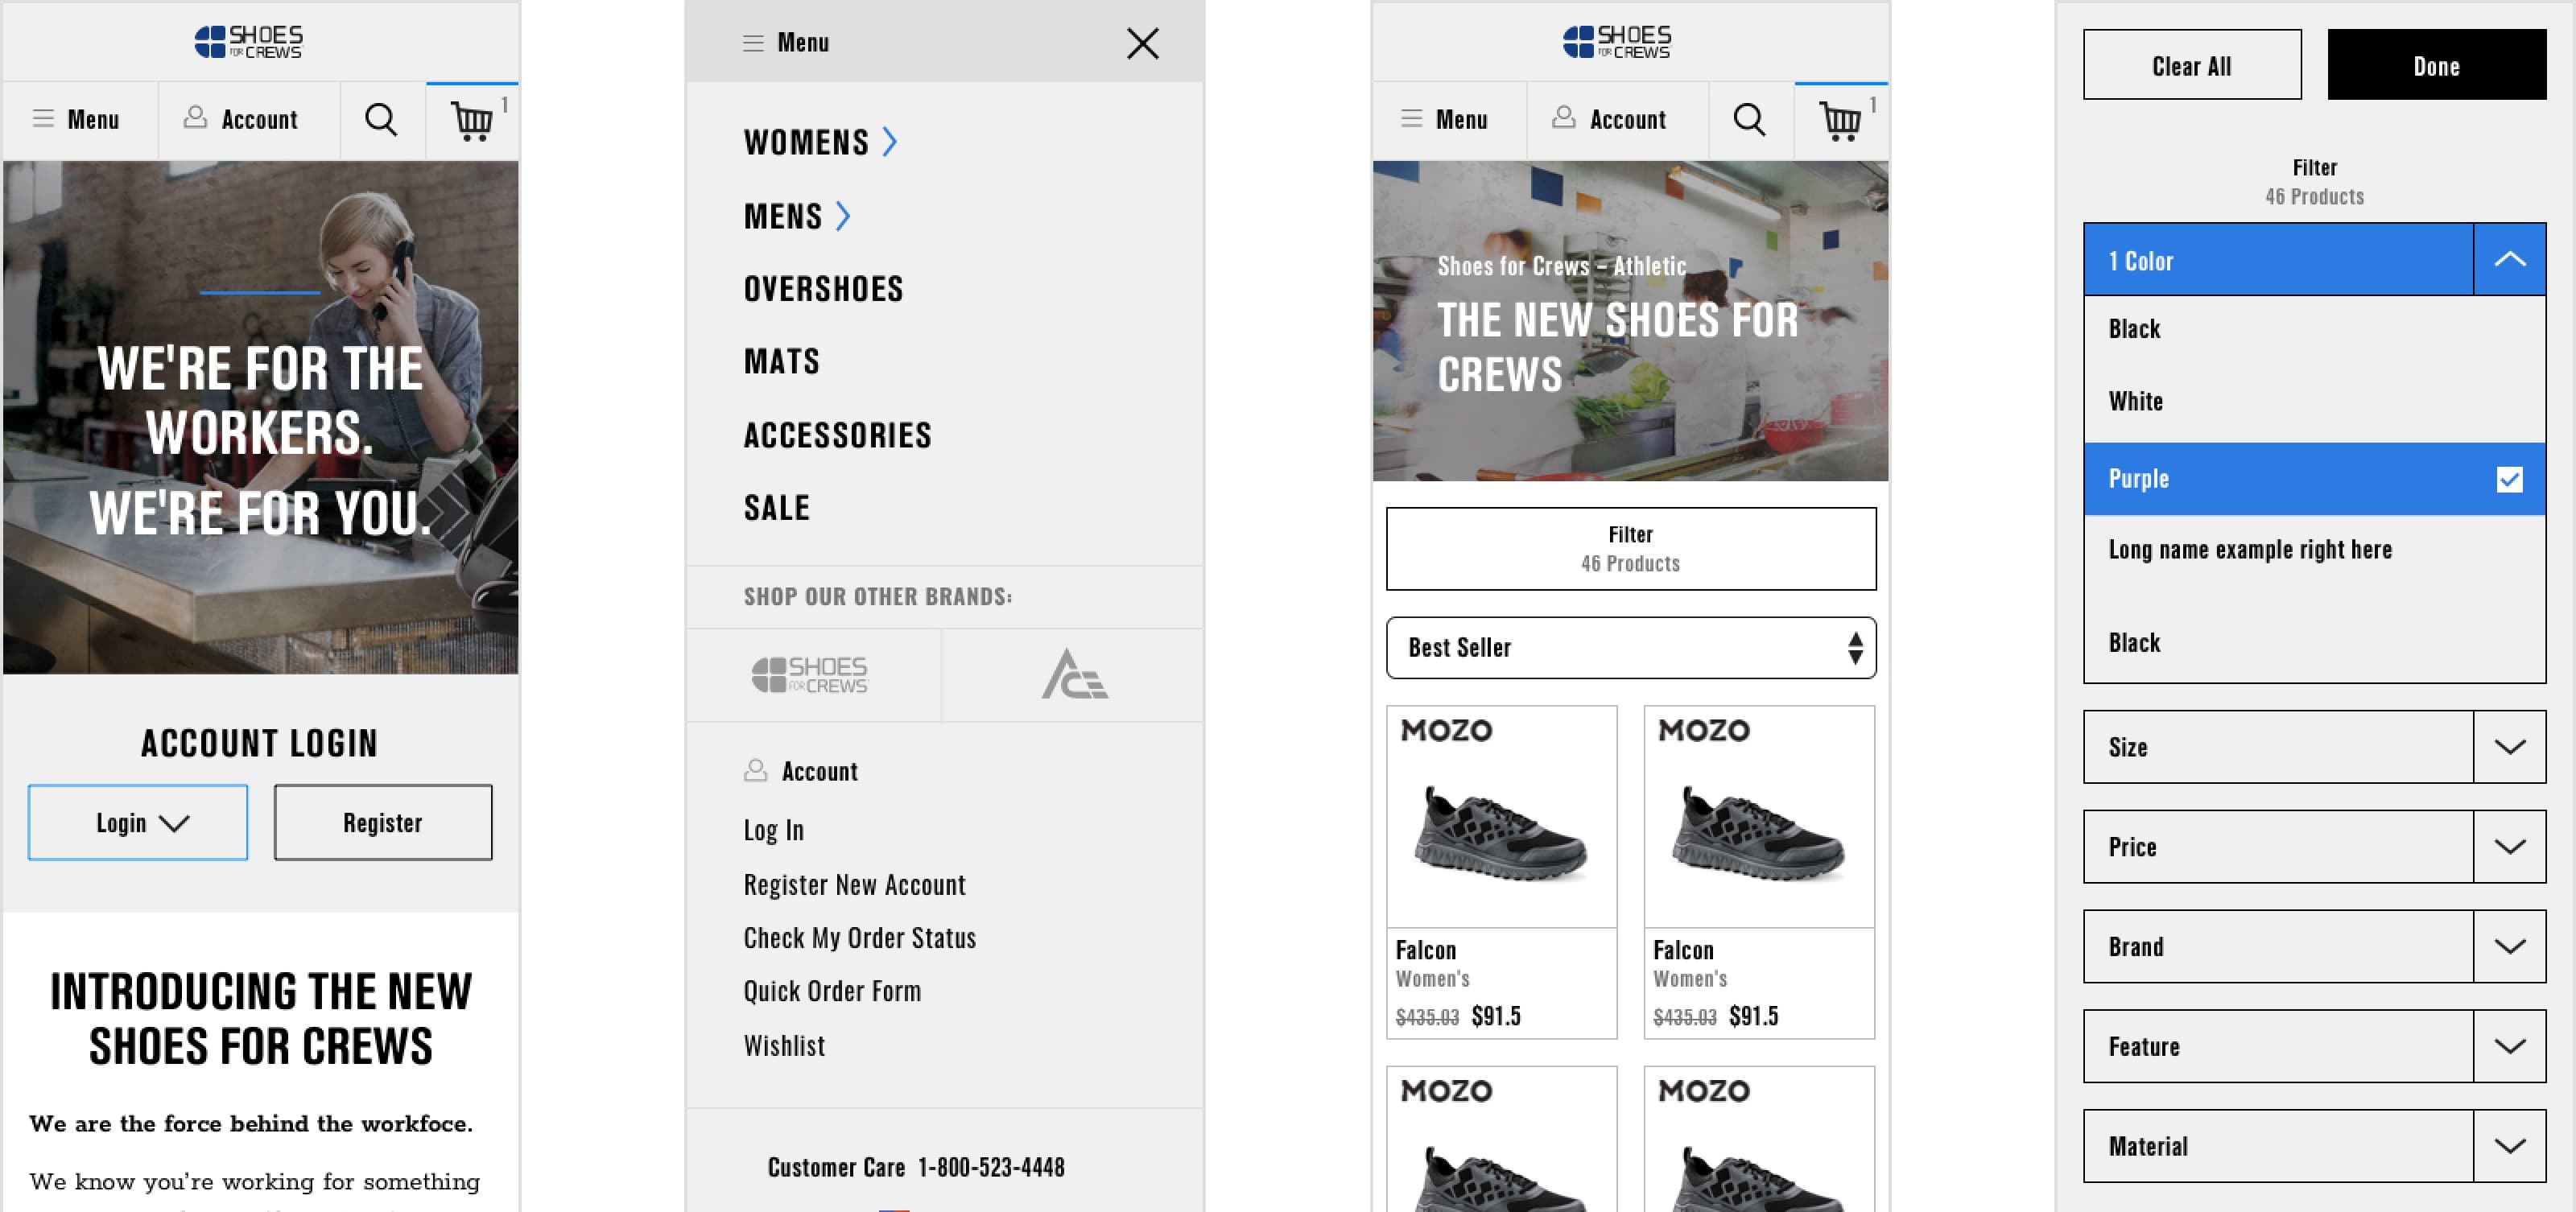 SHOES
FOR CREWS
Menu
Account
1
WE'RE FOR THE
WORKERS.
WE'RE FOR YOU.
ACCOUNT LOGIN
Login
Register
INTRODUCING THE NEW
SHOES FOR CREWS
We are the force behind the workfoce.
We know you're working for something
Menu
WOMENS
MENS
OVERSHOES
MATS
ACCESSORIES
SALE
SHOP OUR OTHER BRANDS:
SHOES
FOR CREWS
ACE
Account
Log In
Register New Account
Check My Order Status
Quick Order Form
Wishlist
Customer Care 1-800-523-4448
SHOES
FOR CREWS
Menu
Account
1
Shoes for Crews – Athletic
THE NEW SHOES FOR
CREWS
Filter
46 Products
Best Seller
MOZO
Falcon
Women's
$435.03 $91.5
MOZO
Falcon
Women's
$435.03 $91.5
MOZO
MOZO
Clear All
Done
Filter
46 Products
1 Color
Black
White
Purple
Long name example right here
Black
Size
Price
Brand
Feature
Material